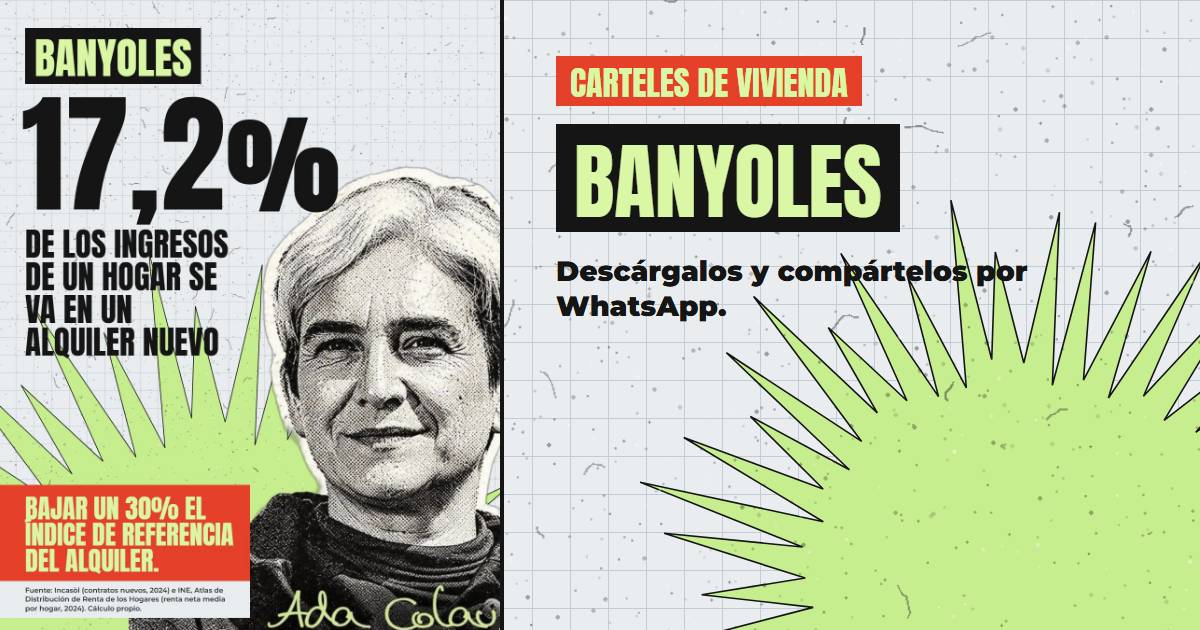 BANYOLES
17,2%
DE LOS INGRESOS
DE UN HOGAR SE
VA EN UN
ALQUILER NUEVO
BAJAR UN 30% EL
ÍNDICE DE REFERENCIA
DEL ALQUILER.
Fuente: Incasòl (contratos nuevos, 2024) e INE, Atlas de
Distribución de Renta de los Hogares (renta neta media
por hogar, 2024). Cálculo propio.
Ada Colau
CARTELES DE VIVIENDA
BANYOLES
Descárgalos y compártelos por
WhatsApp.